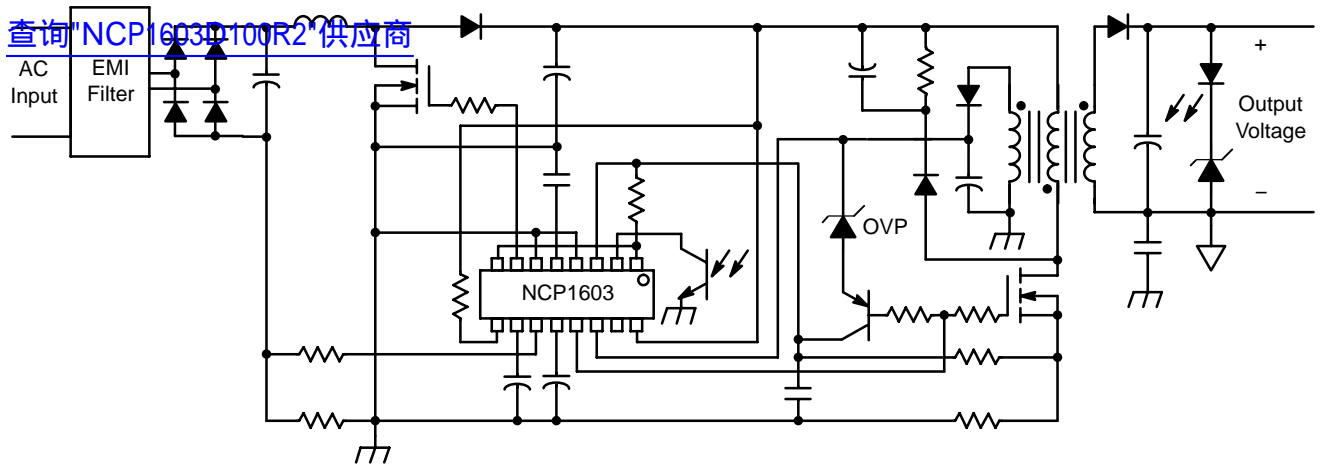 查询"NCP1603D100R2"供应商
AC
Input
EMI
Filter
+
Output
Voltage
−
OVP
NCP1603